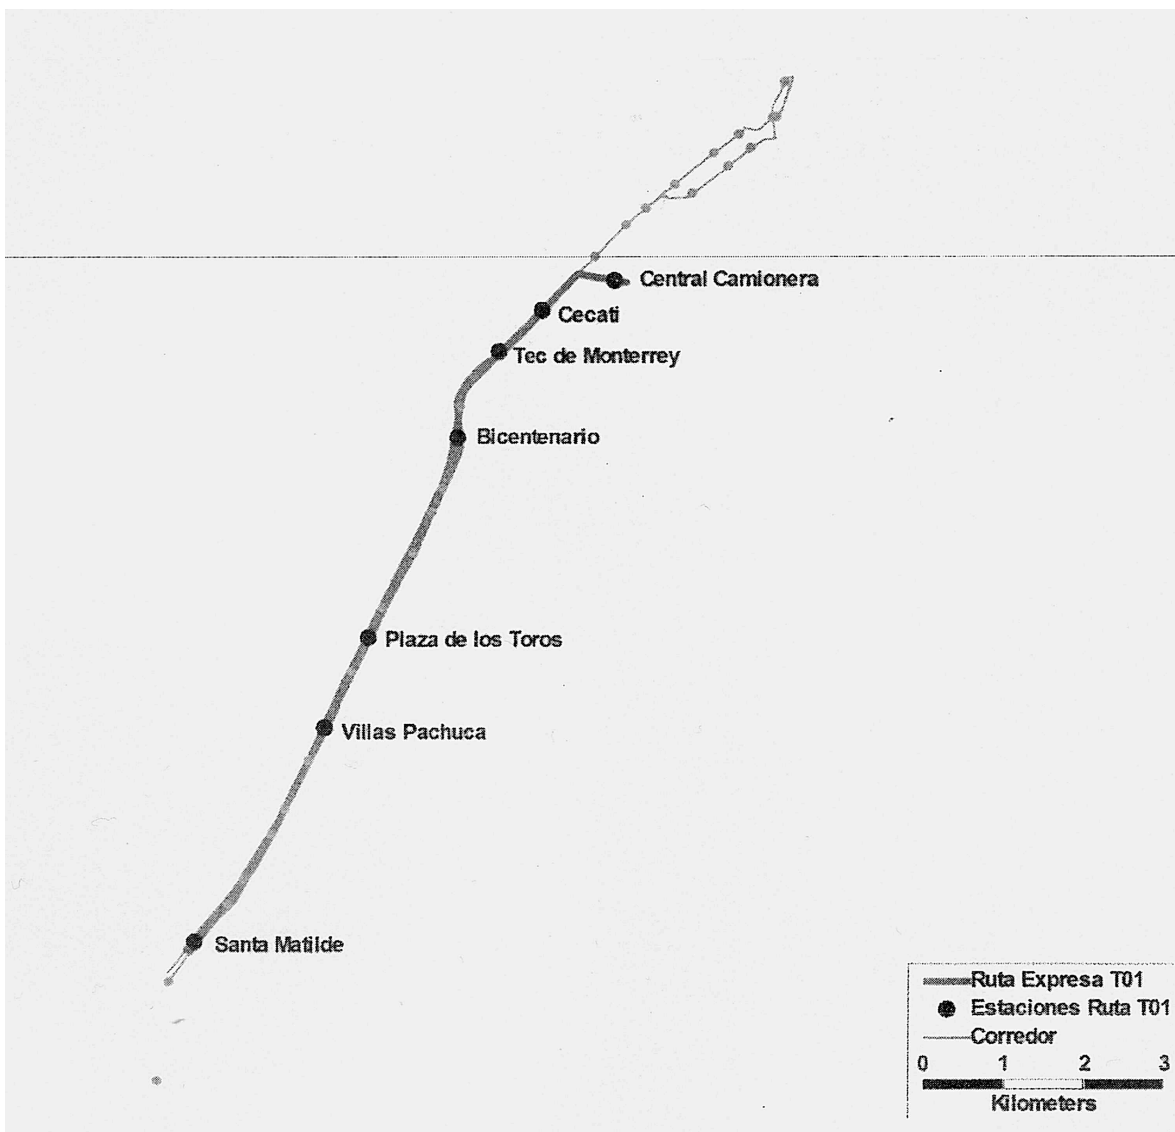 Central Camionera
Cecati
Tec de Monterrey
Bicentenario
Plaza de los Toros
Villas Pachuca
Santa Matilde
Ruta Expresa T01
Estaciones Ruta T01
Corredor
0 1 2 3
Kilometers